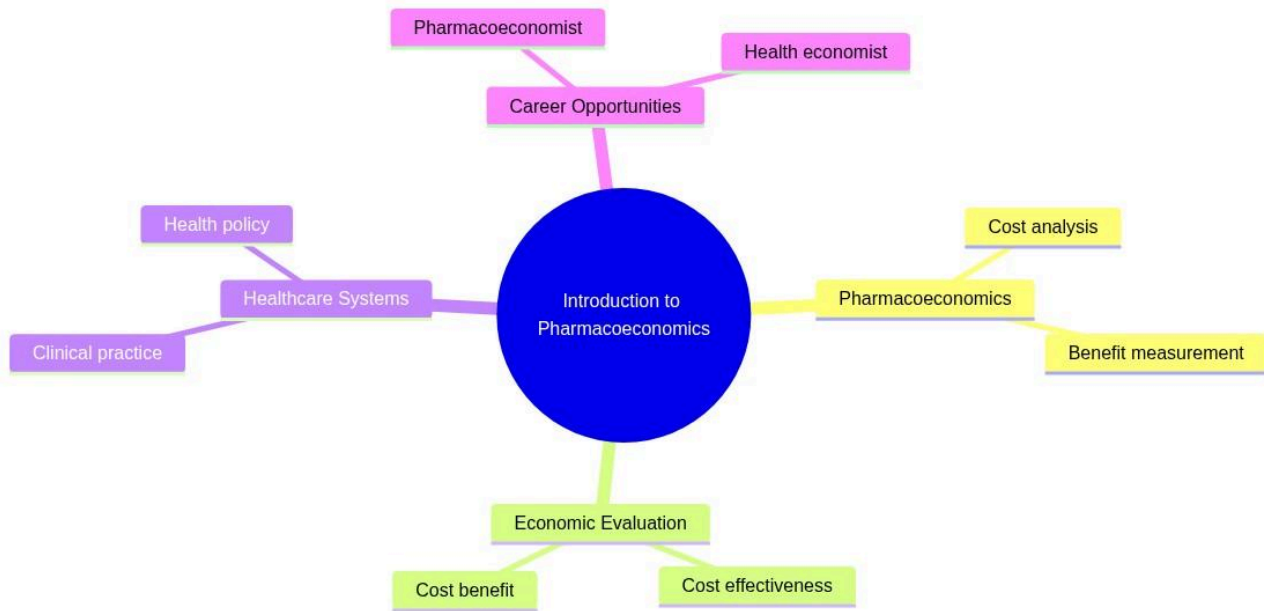 Pharmacoeconomist
Health economist
Career Opportunities
Health policy
Cost analysis
Healthcare Systems
Introduction to
Pharmacoeconomics
Pharmacoeconomics
Clinical practice
Benefit measurement
Economic Evaluation
Cost benefit
Cost effectiveness